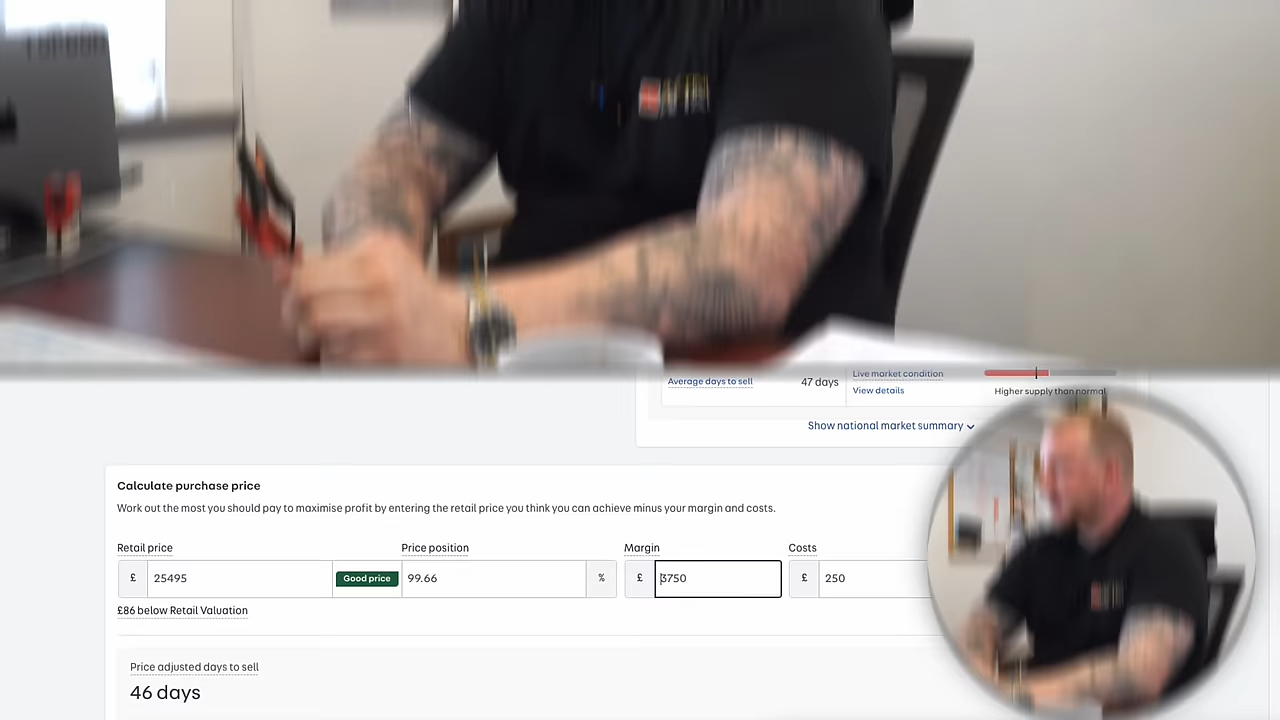 Average days to sell
47 days
Live market condition
View details
Higher supply than normal
Show national market summary
Calculate purchase price
Work out the most you should pay to maximise profit by entering the retail price you think you can achieve minus your margin and costs.
Retail price
Price position
Margin
Costs
£ 25495 Good price
99.66 %
£ 3750
£ 250
£86 below Retail Valuation
Price adjusted days to sell
46 days